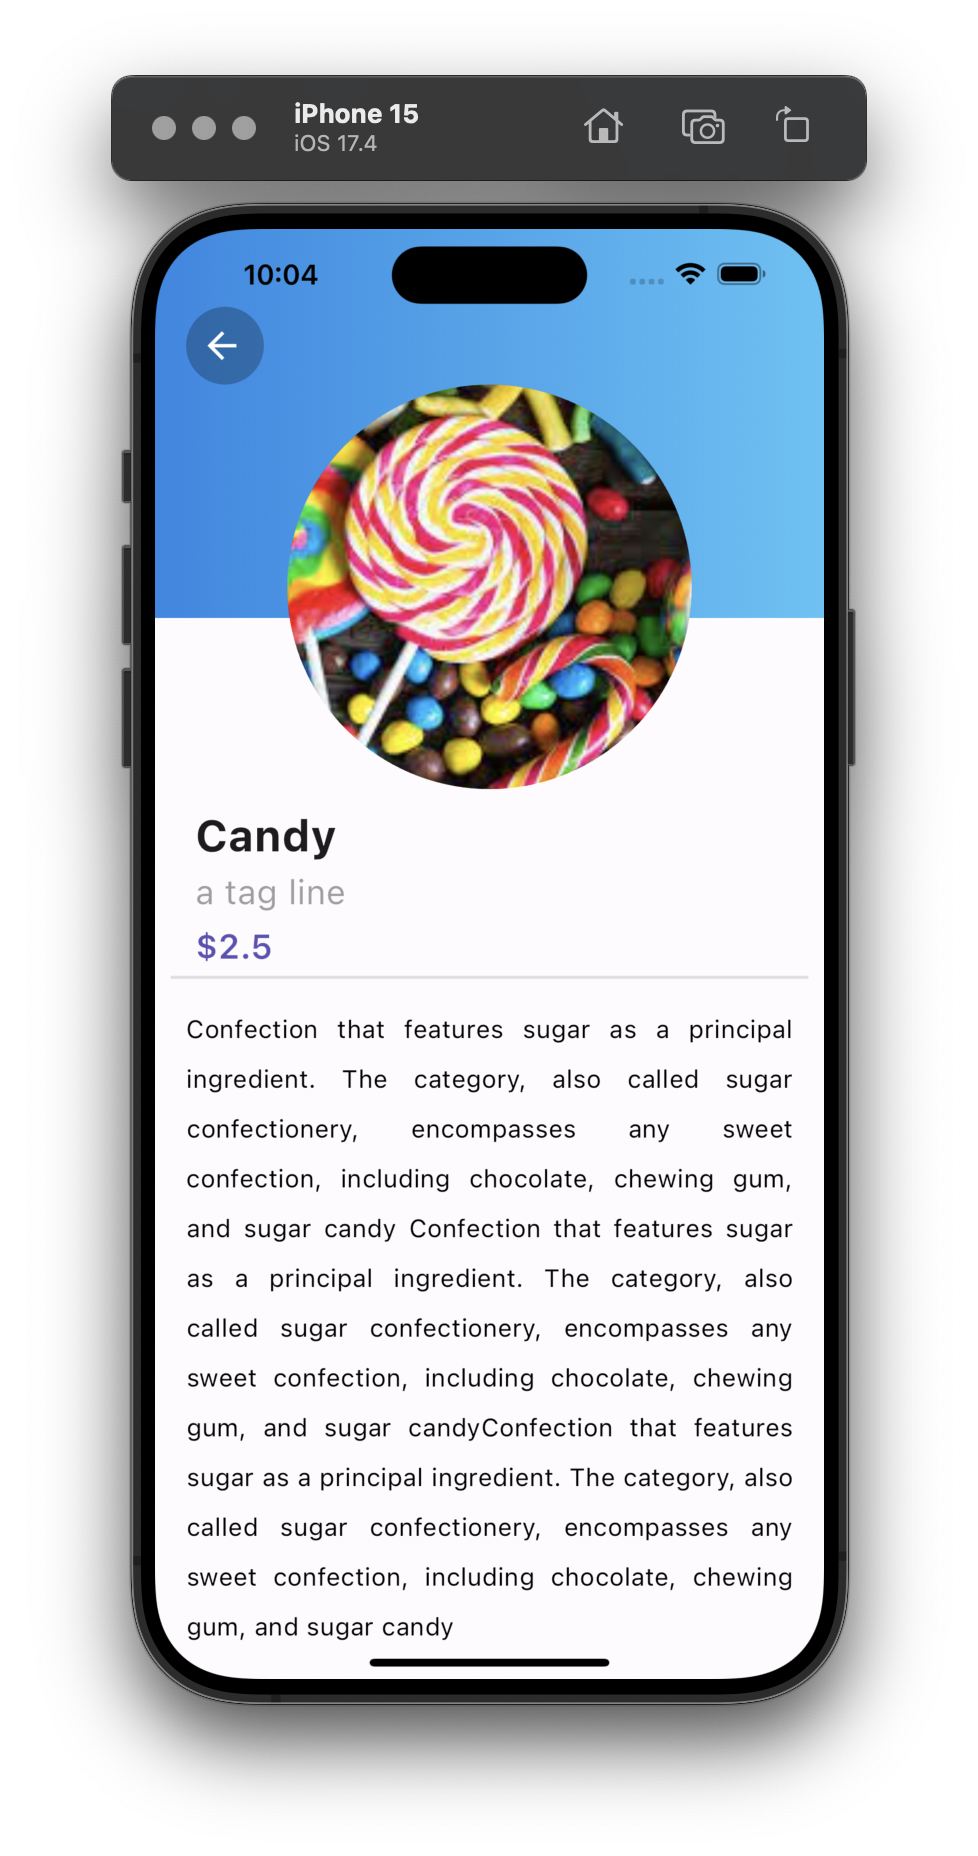 iPhone 15
iOS 17.4
10:04
Candy
a tag line
$2.5
Confection that features sugar as a principal
ingredient. The category, also called sugar
confectionery, encompasses any sweet
confection, including chocolate, chewing gum,
and sugar candy Confection that features sugar
as a principal ingredient. The category, also
called sugar confectionery, encompasses any
sweet confection, including chocolate, chewing
gum, and sugar candyConfection that features
sugar as a principal ingredient. The category, also
called sugar confectionery, encompasses any
sweet confection, including chocolate, chewing
gum, and sugar candy